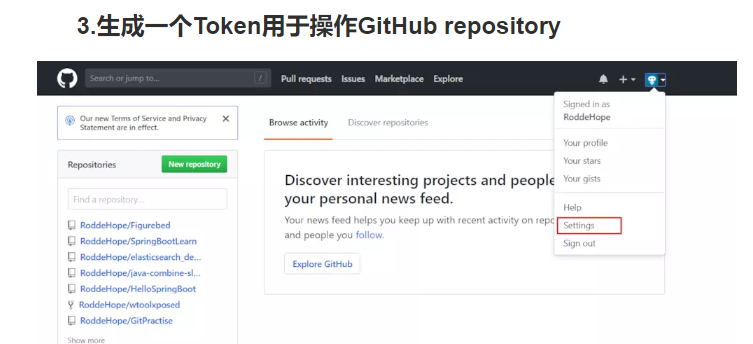 3.生成一个Token用于操作GitHub repository
Search or jump to...
/
Pull requests Issues Marketplace Explore
Our new Terms of Service and Privacy
Statement are in effect.
Repositories
New repository
Find a repository...
RoddeHope/Figurebed
RoddeHope/SpringBootLearn
RoddeHope/elasticsearch_de...
RoddeHope/java-combine-sl...
RoddeHope/HelloSpringBoot
RoddeHope/wtoolxposed
RoddeHope/GitPractise
Show more
Browse activity
Discover repositories
Discover interesting projects and people
your personal news feed.
Your news feed helps you keep up with recent activity on repo
and people you follow.
Explore GitHub
Signed in as
RoddeHope
Your profile
Your stars
Your gists
Help
Settings
Sign out